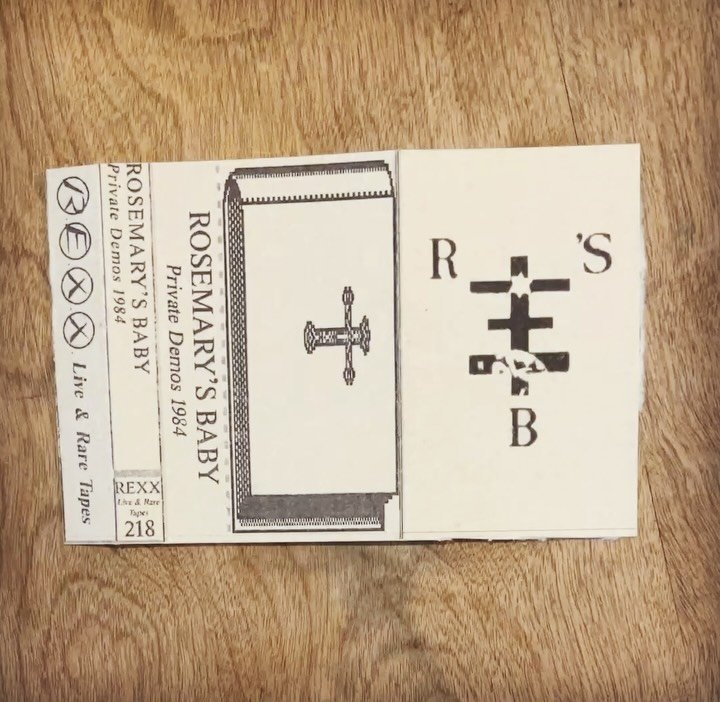 REXX Live & Rare Tapes
ROSEMARY'S BABY
Private Demos 1984
REXX
Live & Rare
Tapes
218
ROSEMARY'S BABY
Private Demos 1984
R 'S
B